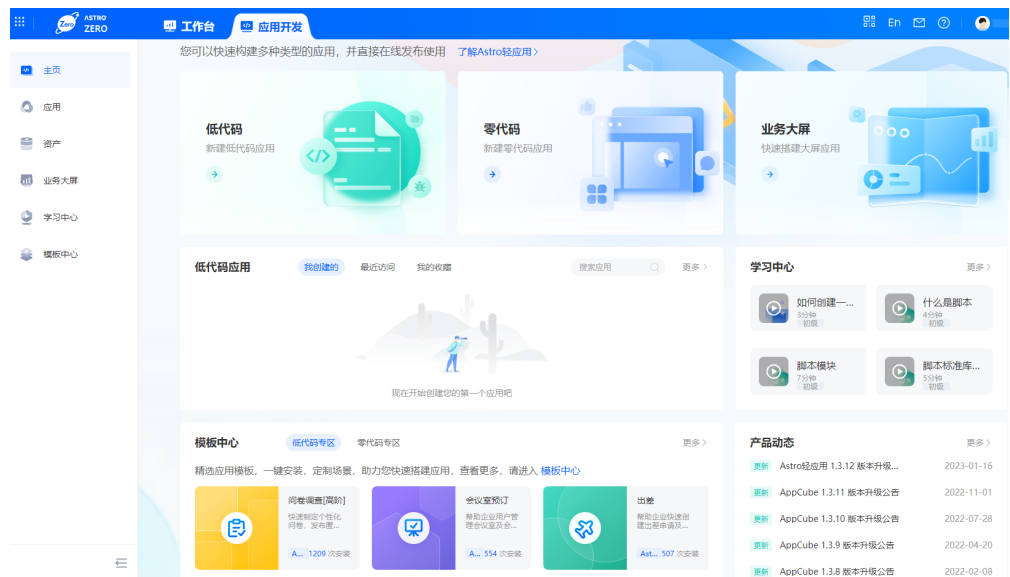 Zero
ASTRO
ZERO
工作台
应用开发
En
主页
应用
资产
业务大屏
学习中心
模板中心
您可以快速构建多种类型的应用，并直接在线发布使用 了解Astro轻应用>
低代码
新建低代码应用
零代码
新建零代码应用
业务大屏
快速搭建大屏应用
低代码应用 我创建的 最近访问 我的收藏 搜索应用 更多>
现在开始创建您的第一个应用吧
学习中心 更多>
如何创建一...
3分钟
初级
什么是脚本
4分钟
初级
脚本模块
7分钟
初级
脚本标准库...
5分钟
初级
模板中心 低代码专区 零代码专区 更多>
精选应用模板，一键安装，定制场景，助力您快速搭建应用，查看更多，请进入 模板中心
问卷调查[高阶]
快速制定个性化
问卷，发布置...
A... 1209 次安装
会议室预订
帮助企业用户管
理会议室及会...
A... 554 次安装
出差
帮助企业快速创
建出差申请及...
Ast... 507 次安装
产品动态 更多>
更新 Astro轻应用 1.3.12 版本升级... 2023-01-16
更新 AppCube 1.3.11 版本升级公告 2022-11-01
更新 AppCube 1.3.10 版本升级公告 2022-07-28
更新 AppCube 1.3.9 版本升级公告 2022-04-20
更新 AppCube 1.3.8 版本升级公告 2022-02-08